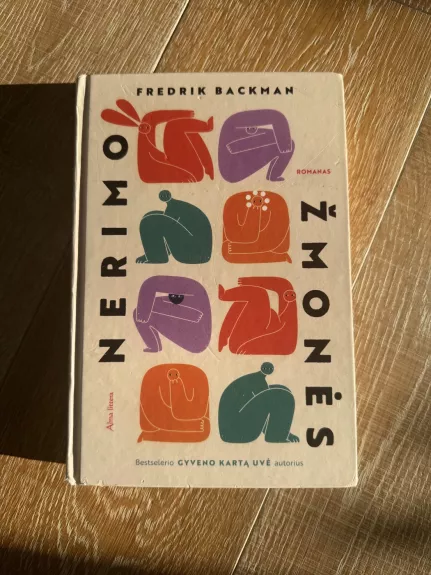 FREDRIK BACKMAN
NERIMO
ŽMONĖS
ROMANAS
Alma littera
Bestselerio GYVENO KARTĄ UVĖ autorius